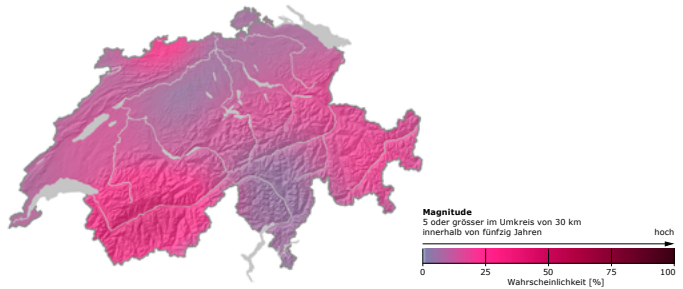 Magnitude
5 oder grösser im Umkreis von 30 km
innerhalb von fünfzig Jahren hoch
0 25 50 75 100
Wahrscheinlichkeit [%]